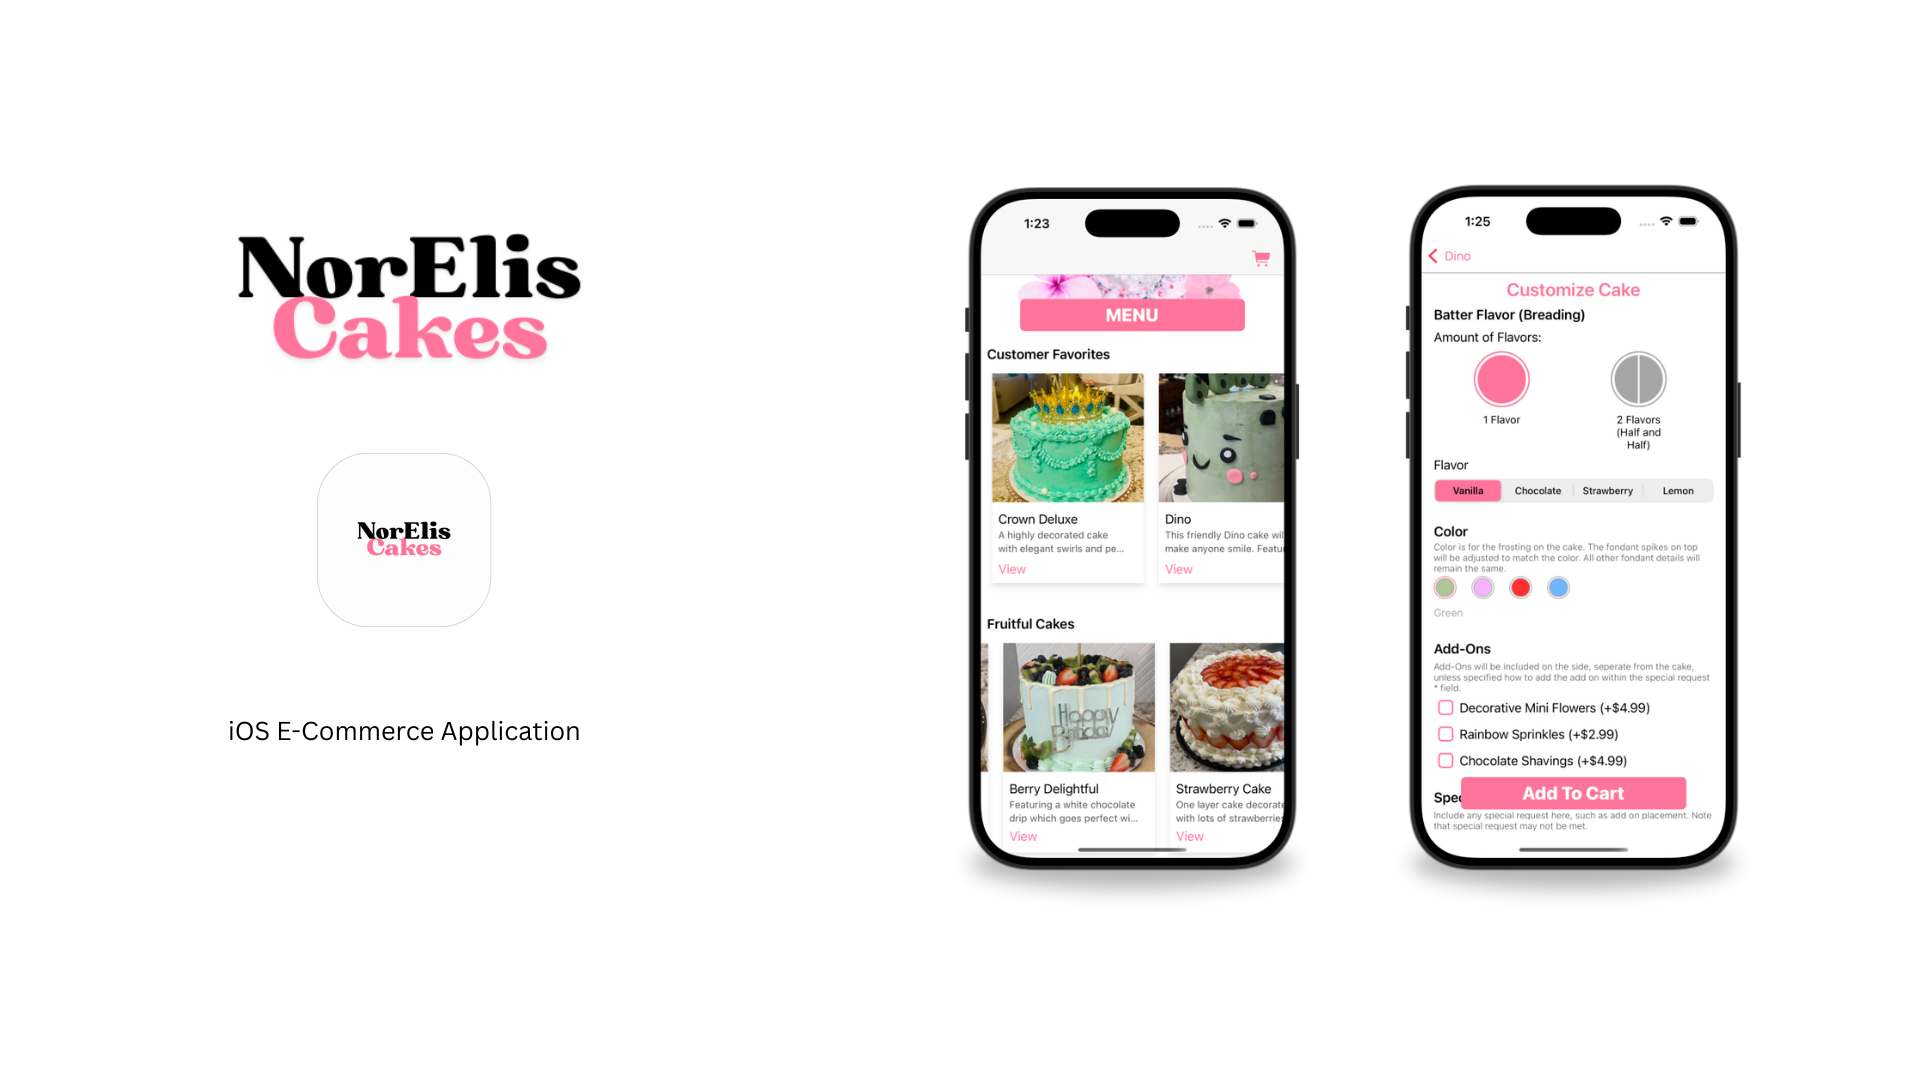 NorElis
Cakes
NorElis
Cakes
iOS E-Commerce Application
1:23
MENU
Customer Favorites
Crown Deluxe
A highly decorated cake
with elegant swirls and pe...
View
Dino
This friendly Dino cake wil
make anyone smile. Featu
View
Fruitful Cakes
Happy
Birthday
Berry Delightful
Featuring a white chocolate
drip which goes perfect wi...
View
Strawberry Cake
One layer cake decorate
with lots of strawberries
View
1:25
Dino
Customize Cake
Batter Flavor (Breading)
Amount of Flavors:
1 Flavor
2 Flavors
(Half and
Half)
Flavor
Vanilla Chocolate Strawberry Lemon
Color
Color is for the frosting on the cake. The fondant spikes on top
will be adjusted to match the color. All other fondant details will
remain the same.
Green
Add-Ons
Add-Ons will be included on the side, seperate from the cake,
unless specified how to add the add on within the special request
* field.
Decorative Mini Flowers (+$4.99)
Rainbow Sprinkles (+$2.99)
Chocolate Shavings (+$4.99)
Spec
Add To Cart
Include any special request here, such as add on placement. Note
that special request may not be met.